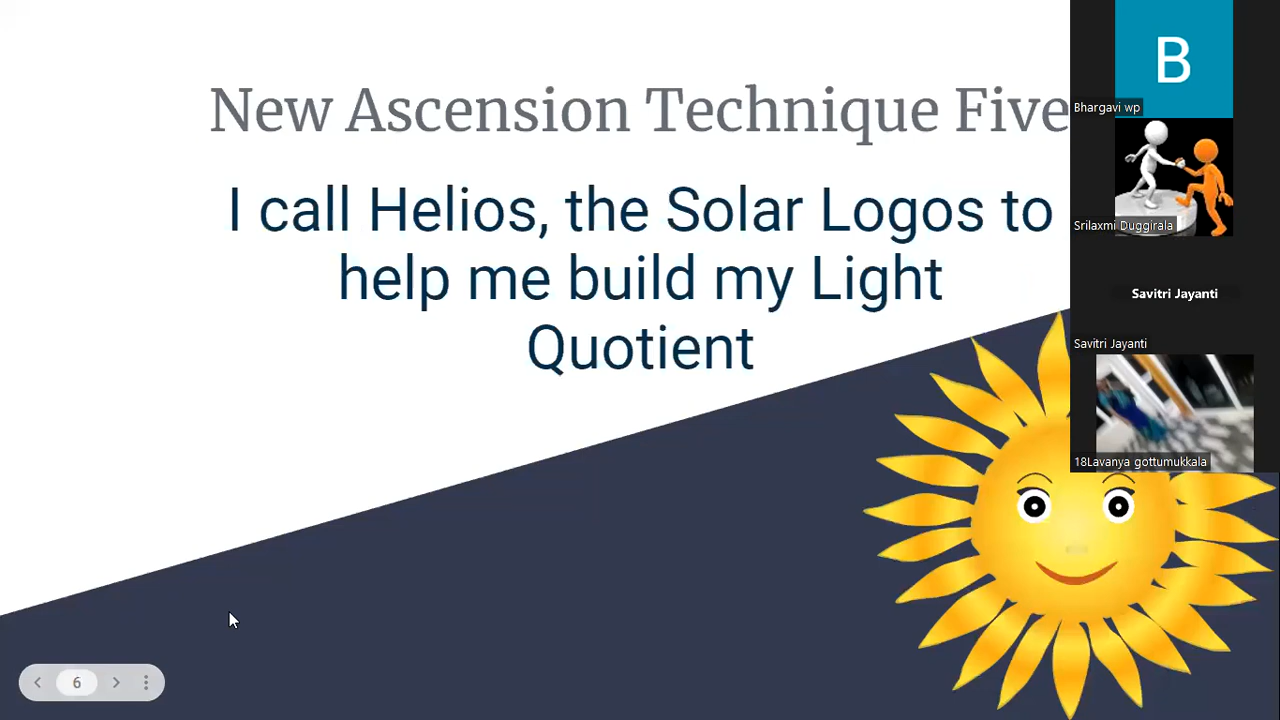 New Ascension Technique Five
I call Helios, the Solar Logos to
help me build my Light
Quotient
B
Bhargavi wp
Srilaxmi Duggirala
Savitri Jayanti
Savitri Jayanti
18Lavanya gottumukkala
6